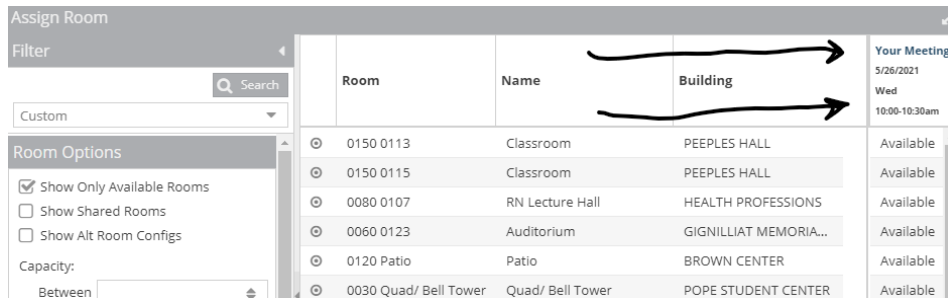 Assign Room
Filter
Search
Custom
Room Options
Show Only Available Rooms
Show Shared Rooms
Show Alt Room Configs
Capacity:
Between
Room Name Building
Your Meeting
5/26/2021
Wed
10:00-10:30am
0150 0113 Classroom PEEPLES HALL Available
0150 0115 Classroom PEEPLES HALL Available
0080 0107 RN Lecture Hall HEALTH PROFESSIONS Available
0060 0123 Auditorium GIGNILLIAT MEMORIA... Available
0120 Patio Patio BROWN CENTER Available
0030 Quad/ Bell Tower Quad/ Bell Tower POPE STUDENT CENTER Available